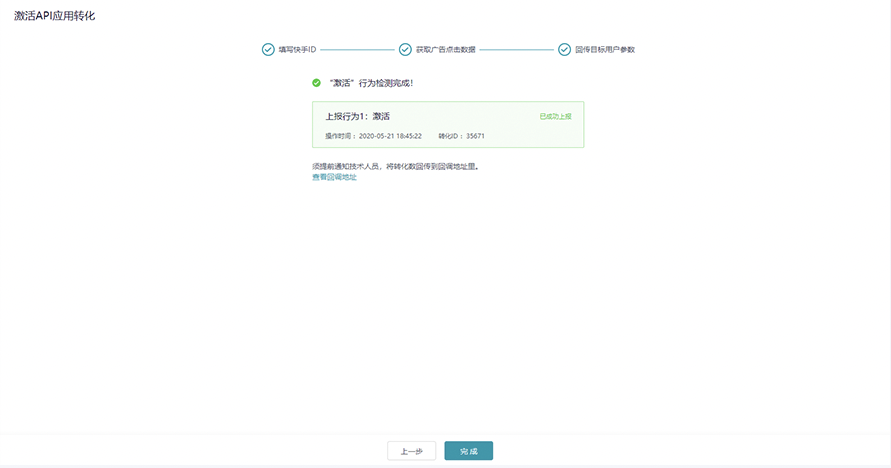 激活API应用转化
填写快手ID 获取广告点击数据 回传目标用户参数
“激活”行为检测完成！
上报行为1：激活 已成功上报
操作时间：2020-05-21 18:45:22 转化ID：35671
须提前通知技术人员，将转化数回传到回调地址里。
查看回调地址
上一步 完成